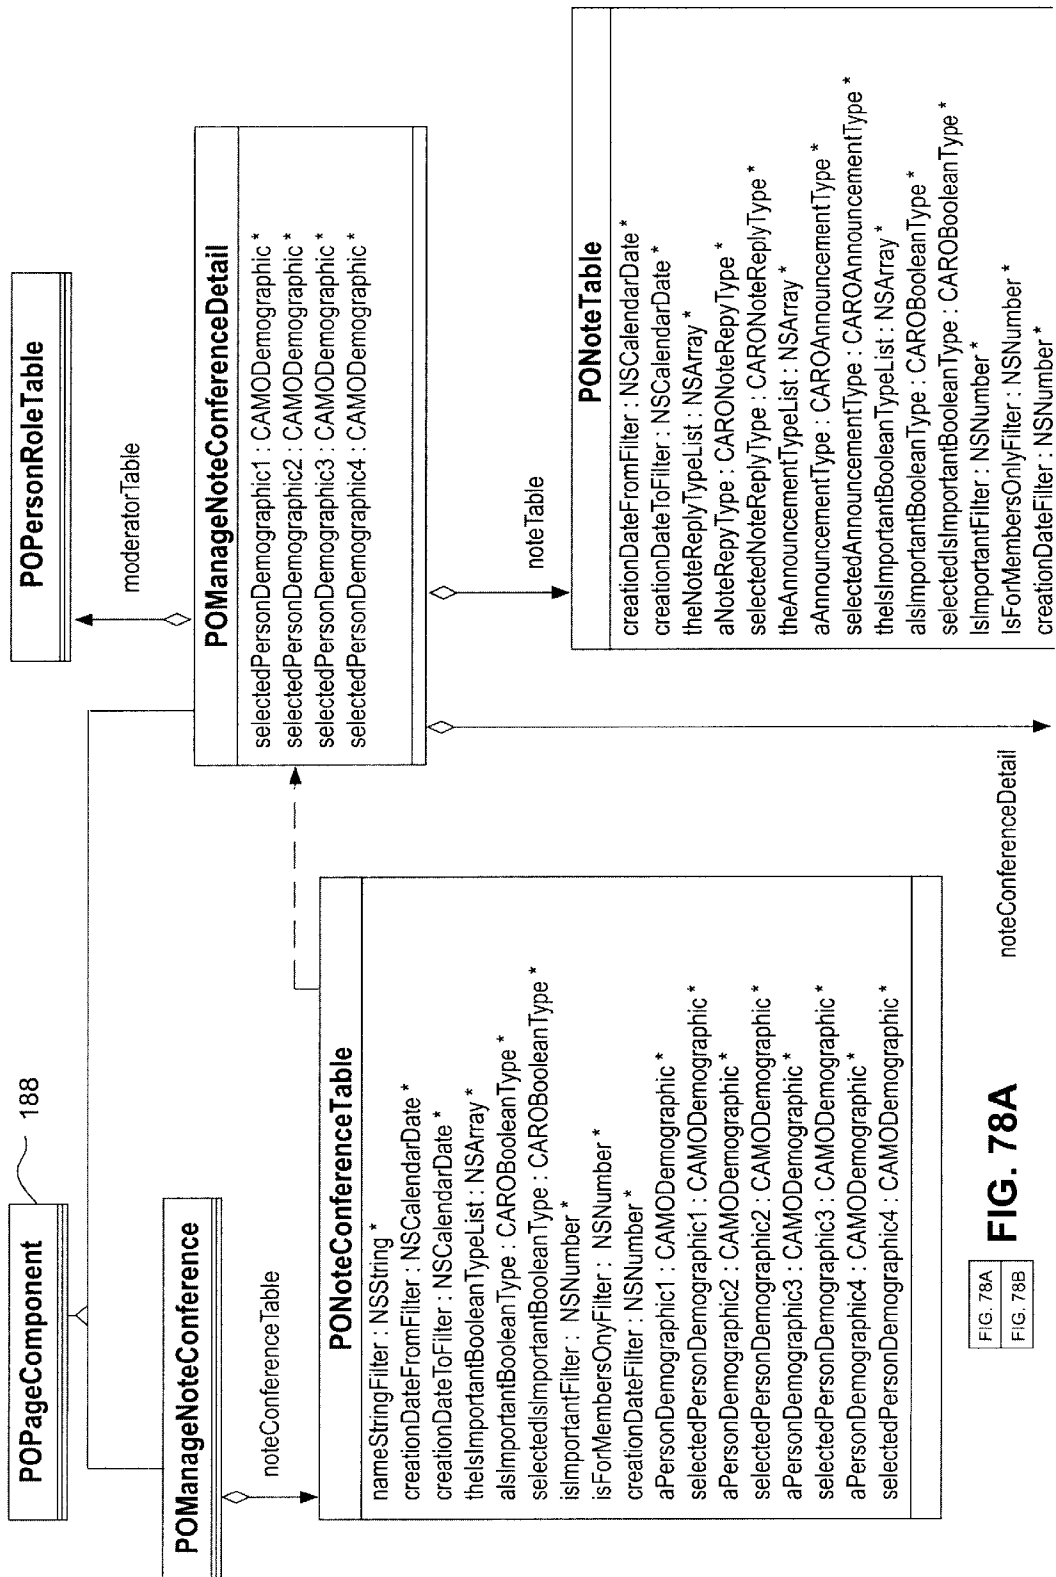 POPageComponent
188
POPersonRoleTable
moderatorTable
POManageNoteConference
noteConferenceTable
POManageNoteConferenceDetail
selectedPersonDemographic1 : CAMODemographic *
selectedPersonDemographic2 : CAMODemographic *
selectedPersonDemographic3 : CAMODemographic *
selectedPersonDemographic4 : CAMODemographic *
noteTable
PONoteConferenceTable
nameStringFilter : NSString *
creationDateFromFilter : NSCalendarDate *
creationDateToFilter : NSCalendarDate *
theIsImportantBooleanTypeList : NSArray *
aIsImportantBooleanType : CAROBooleanType *
selectedIsImportantBooleanType : CAROBooleanType *
isImportantFilter : NSNumber *
isForMembersOnyFilter : NSNumber *
creationDateFilter : NSNumber *
aPersonDemographic1 : CAMODemographic *
selectedPersonDemographic1 : CAMODemographic *
aPersonDemographic2 : CAMODemographic *
selectedPersonDemographic2 : CAMODemographic *
aPersonDemographic3 : CAMODemographic *
selectedPersonDemographic3 : CAMODemographic *
aPersonDemographic4 : CAMODemographic *
selectedPersonDemographic4 : CAMODemographic *
PONoteTable
creationDateFromFilter : NSCalendarDate *
creationDateToFilter : NSCalendarDate *
theNoteReplyTypeList : NSArray *
aNoteRepyType : CARONoteRepyType *
selectedNoteReplyType : CARONoteReplyType *
theAnnouncementTypeList : NSArray *
aAnnouncementType : CAROAnnouncementType *
selectedAnnouncementType : CAROAnnouncementType *
theIsImportantBooleanTypeList : NSArray *
aIsImportantBooleanType : CAROBooleanType *
selectedIsImportantBooleanType : CAROBooleanType *
IsImportantFilter : NSNumber *
IsForMembersOnlyFilter : NSNumber *
creationDateFilter : NSNumber *
noteConferenceDetail
FIG. 78A
FIG. 78B
FIG. 78A